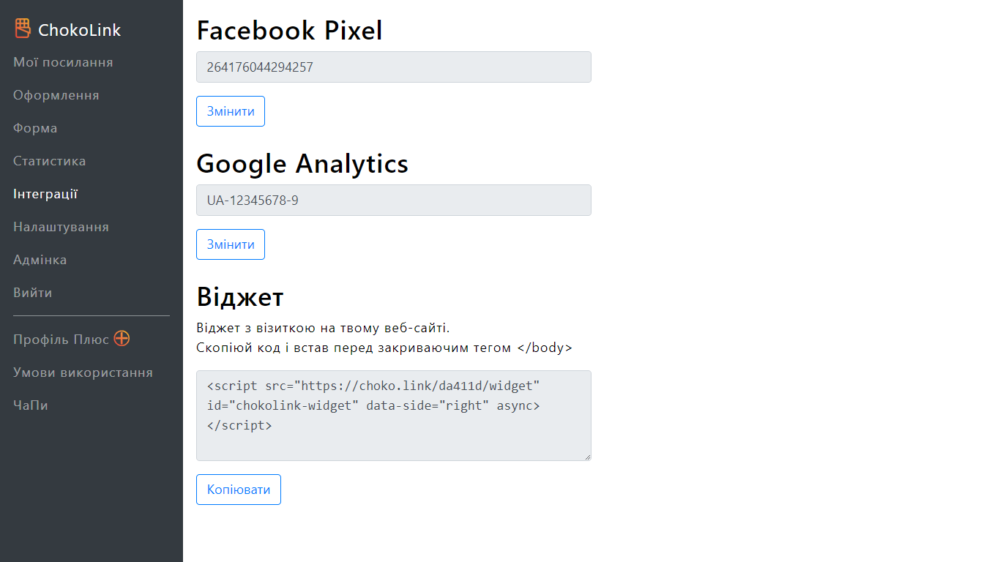 ChokoLink
Мої посилання
Оформлення
Форма
Статистика
Інтеграції
Налаштування
Адмінка
Вийти
Профіль Плюс
Умови використання
ЧаПи
Facebook Pixel
264176044294257
Змінити
Google Analytics
UA-12345678-9
Змінити
Віджет
Віджет з візиткою на твому веб-сайті.
Скопіюй код і встав перед закриваючим тегом </body>
<script src="https://choko.link/da411d/widget"
id="chokolink-widget" data-side="right" async>
</script>
Копіювати